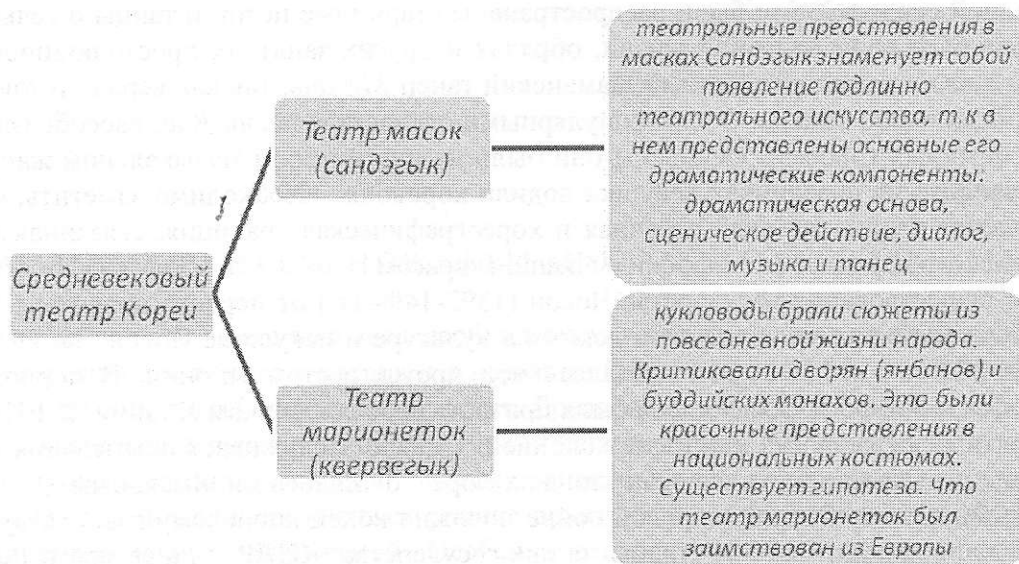 Средневековый
театр Кореи
Театр масок
(сандэгык)
театральные представления в
масках Сандэгык знаменует собой
появление подлинно
театрального искусства, т.к в
нем представлены основные его
драматические компоненты:
драматическая основа,
сценическое действие, диалог,
музыка и танец
Театр
марионеток
(квервегык)
кукловоды брали сюжеты из
повседневной жизни народа.
Критиковали дворян (янбанов) и
буддийских монахов. Это были
красочные представления в
национальных костюмах.
Существует гипотеза. Что
театр марионеток был
заимствован из Европы